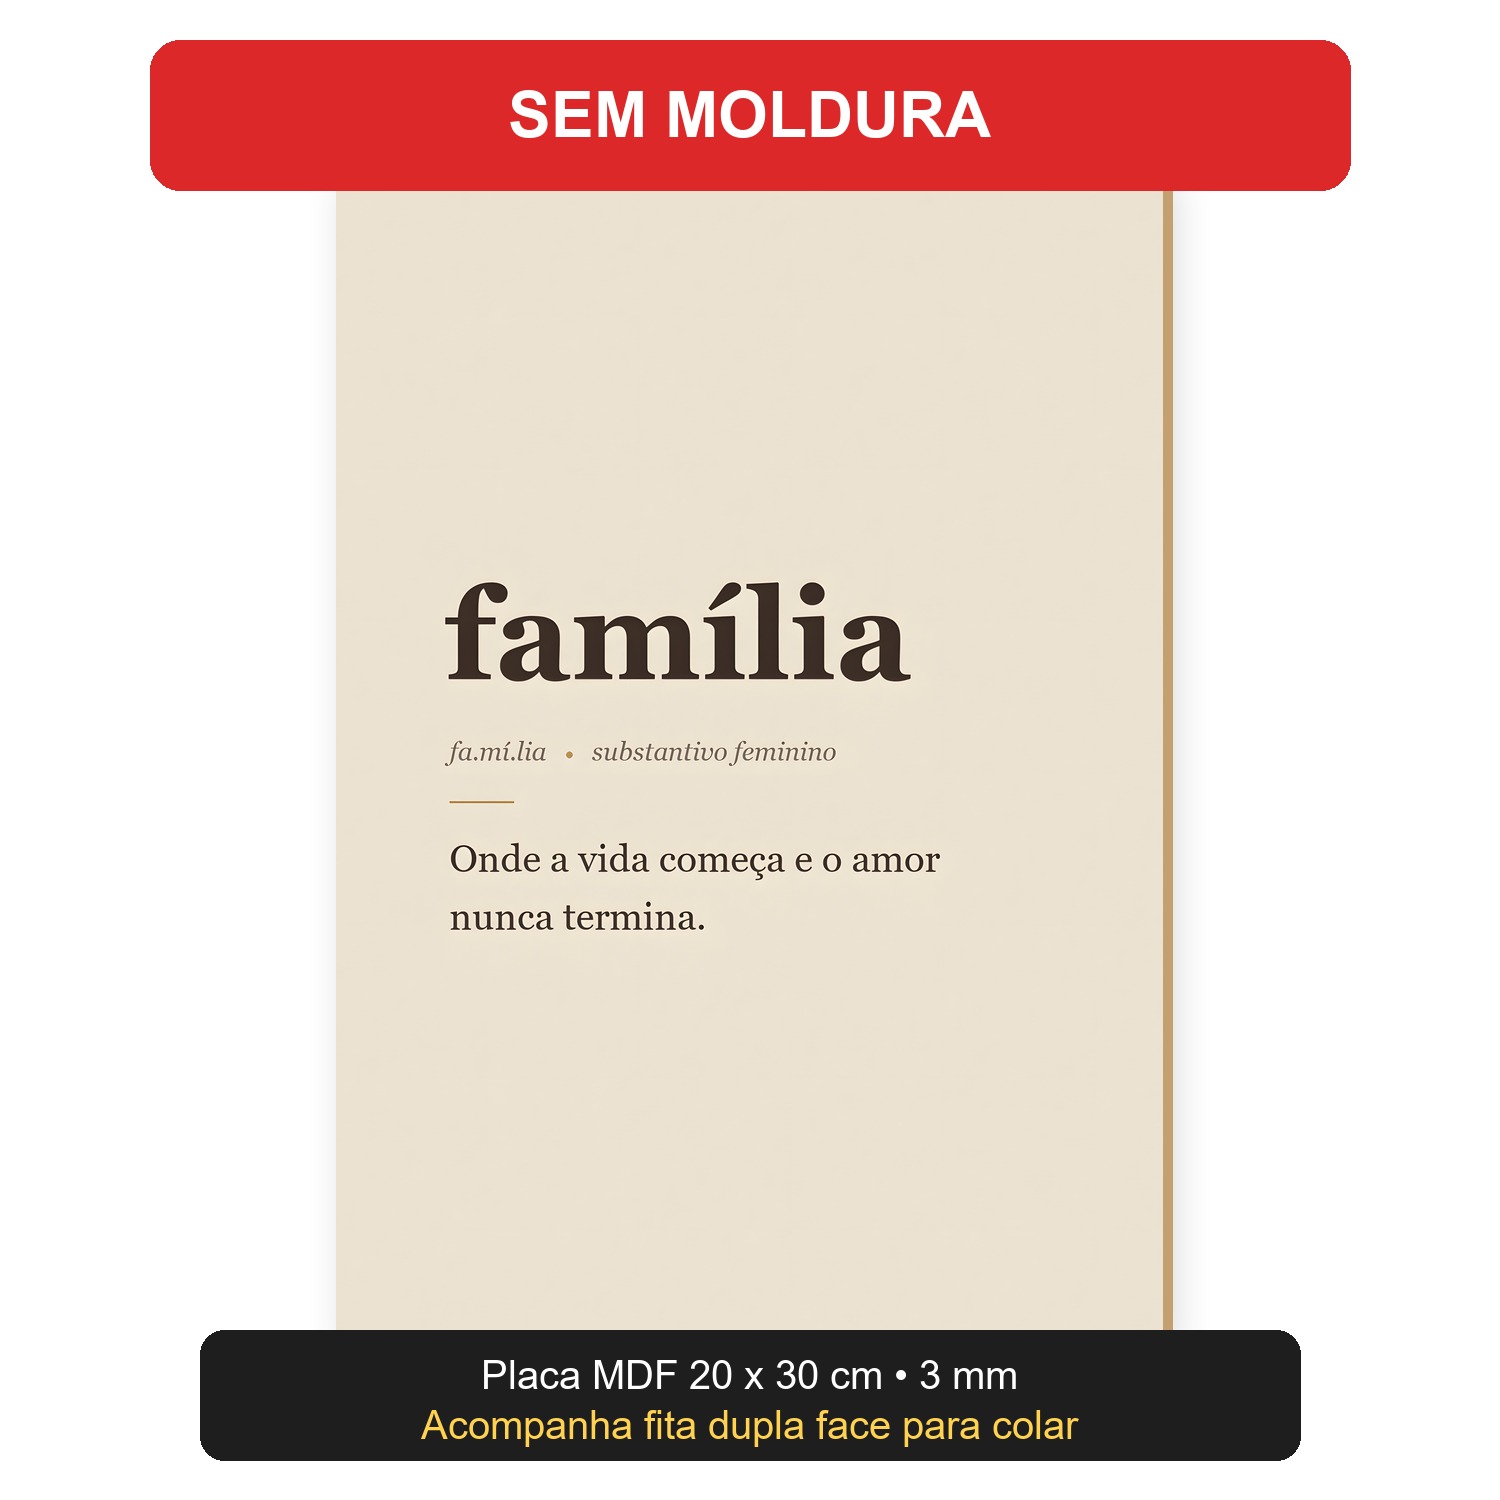 SEM MOLDURA
família
fa.mí.lia • substantivo feminino
Onde a vida começa e o amor
nunca termina.
Placa MDF 20 x 30 cm • 3 mm
Acompanha fita dupla face para colar